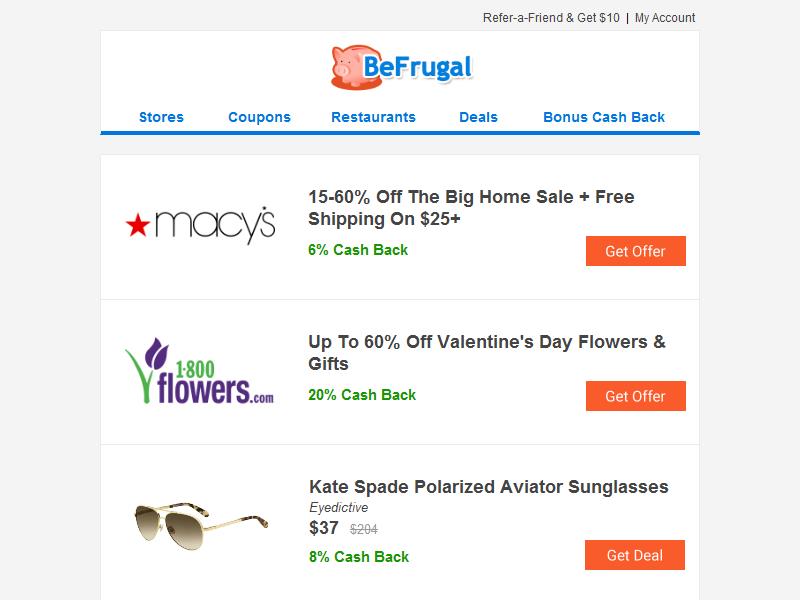 Refer-a-Friend & Get $10 | My Account
BeFrugal
Stores Coupons Restaurants Deals Bonus Cash Back
★macy's
15-60% Off The Big Home Sale + Free
Shipping On $25+
6% Cash Back
Get Offer
1·800
flowers.com
Up To 60% Off Valentine's Day Flowers &
Gifts
20% Cash Back
Get Offer
Kate Spade Polarized Aviator Sunglasses
Eyedictive
$37 $204
8% Cash Back
Get Deal